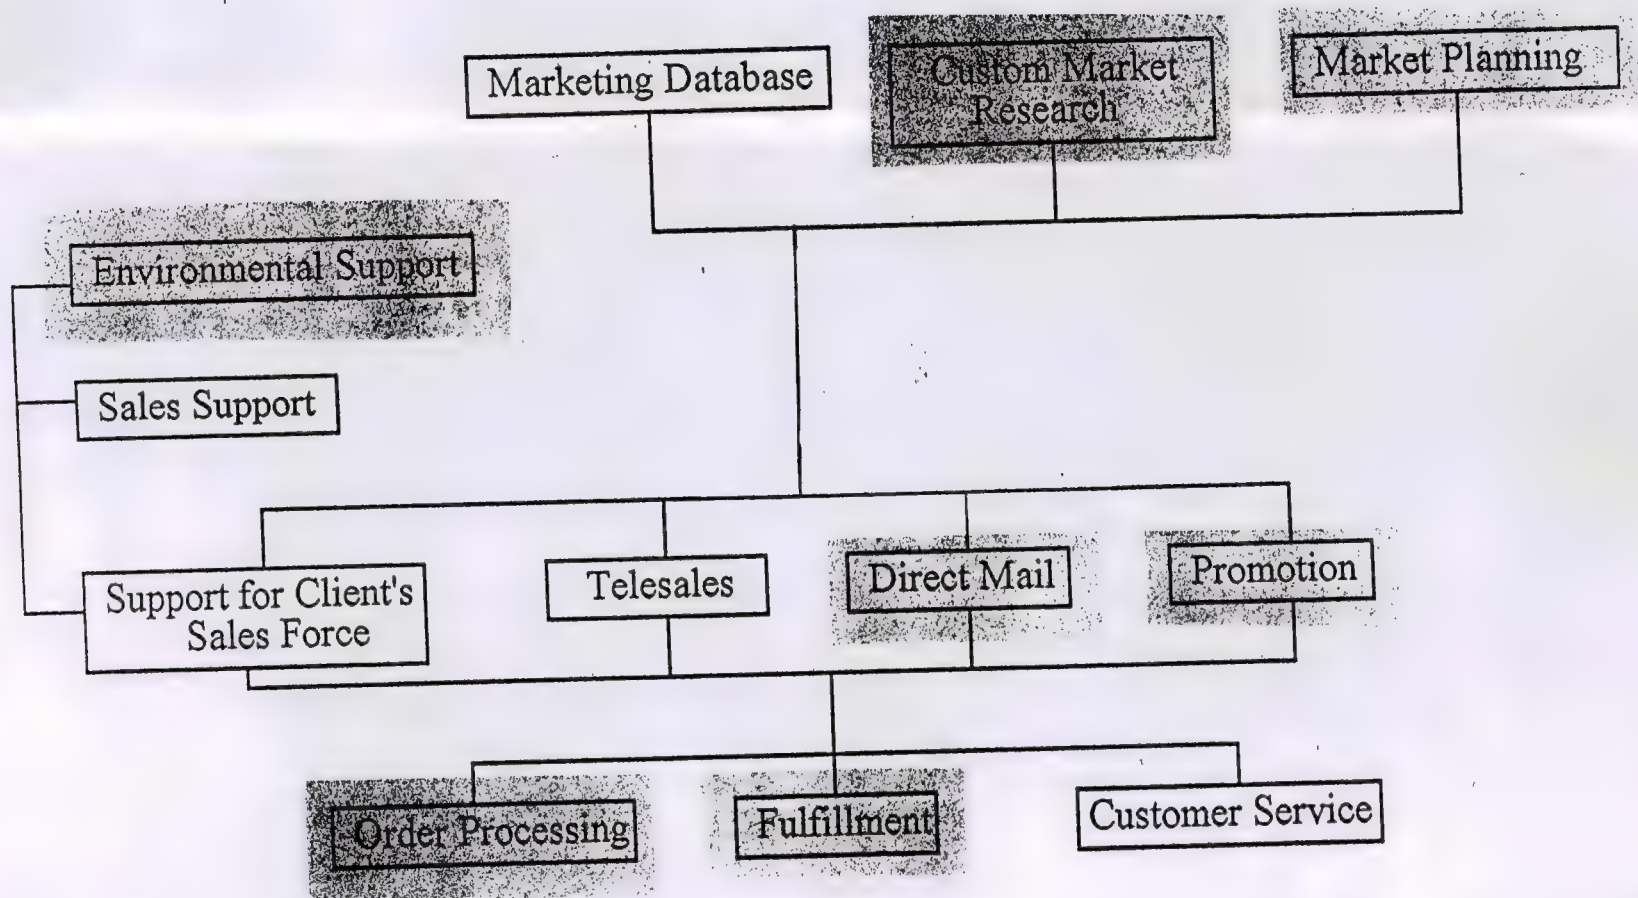 Marketing Database
Custom Market
Research
Market Planning
Environmental Support
Sales Support
Support for Client's
Sales Force
Telesales
Direct Mail
Promotion
Order Processing
Fulfillment
Customer Service